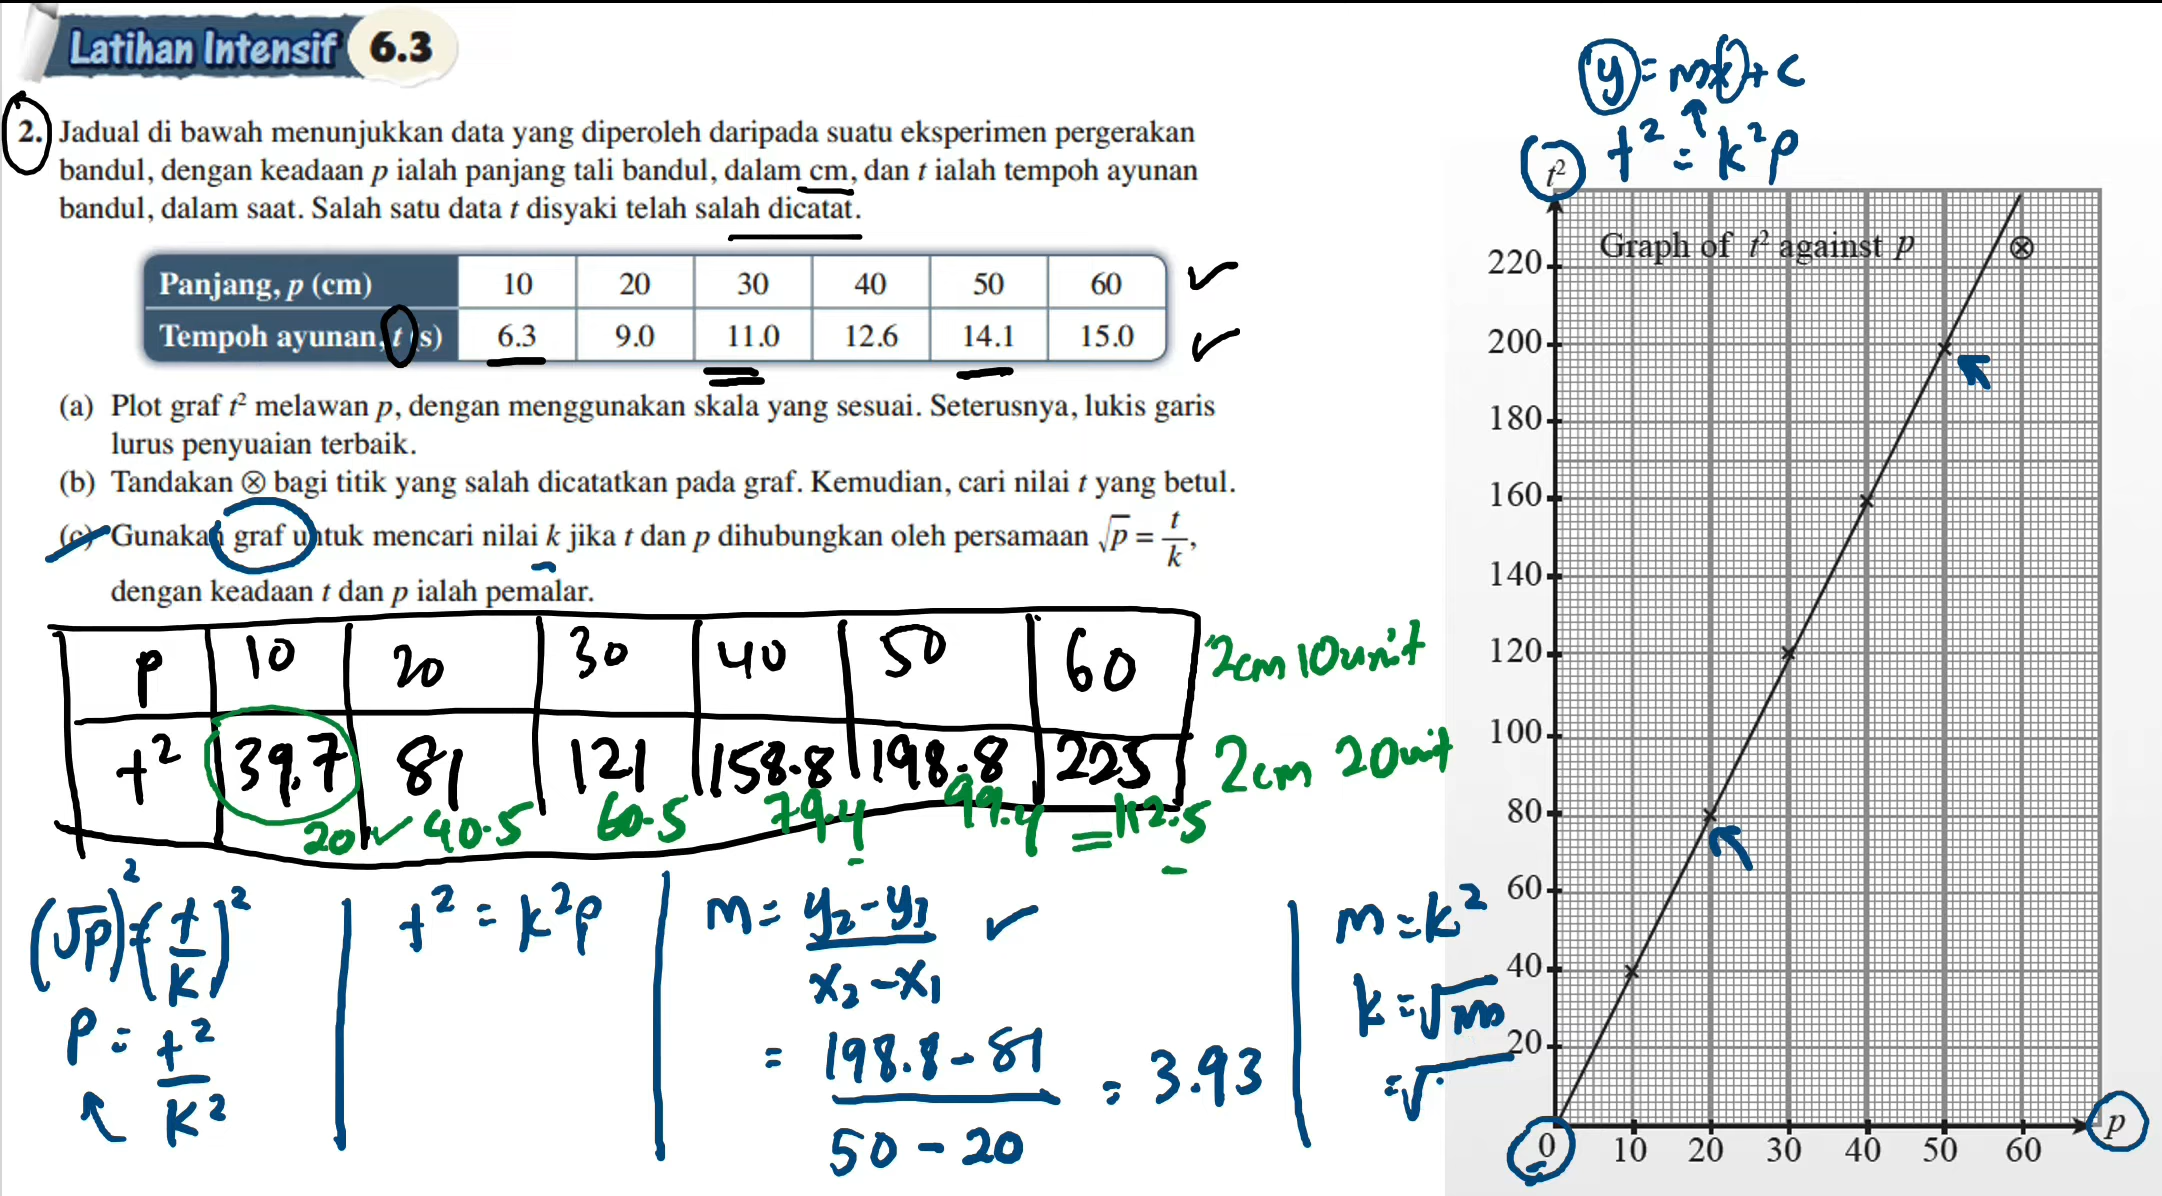 Latihan Intensif 6.3
2. Jadual di bawah menunjukkan data yang diperoleh daripada suatu eksperimen pergerakan
bandul, dengan keadaan p ialah panjang tali bandul, dalam cm, dan t ialah tempoh ayunan
bandul, dalam saat. Salah satu data t disyaki telah salah dicatat.
Panjang, p (cm) 10 20 30 40 50 60
Tempoh ayunan, t (s) 6.3 9.0 11.0 12.6 14.1 15.0
(a) Plot graf t² melawan p, dengan menggunakan skala yang sesuai. Seterusnya, lukis garis
lurus penyuaian terbaik.
(b) Tandakan ⊗ bagi titik yang salah dicatatkan pada graf. Kemudian, cari nilai t yang betul.
(c) Gunakan graf untuk mencari nilai k jika t dan p dihubungkan oleh persamaan √p = t/k,
dengan keadaan t dan p ialah pemalar.
p 10 20 30 40 50 60 2cm 10unit
t² 39.7 81 121 158.8 198.8 225 2cm 20unit
20 ✓ 40.5 60.5 79.4 99.4 = 112.5
(√p)² = (t/k)²
p = t²/k²
t² = k²p
m = y₂-y₁/x₂-x₁ ✓
= 198.8 - 81/50 - 20 = 3.93
m = k²
k = √m
= √
y = mx + c
t² = k²p
t²
Graph of t² against p
220
200
180
160
140
120
100
80
60
40
20
0 10 20 30 40 50 60 p